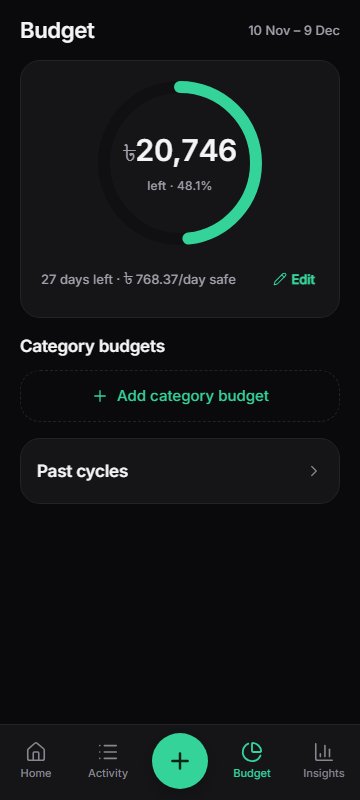 Budget
10 Nov – 9 Dec
৳20,746
left · 48.1%
27 days left · ৳ 768.37/day safe
Edit
Category budgets
Add category budget
Past cycles
Home
Activity
Budget
Insights